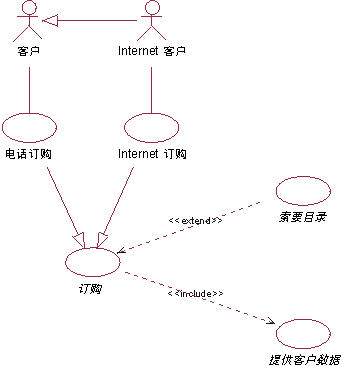 客户
Internet 客户
电话订购
Internet 订购
索要目录
<<extend>>
订购
<<include>>
提供客户数据